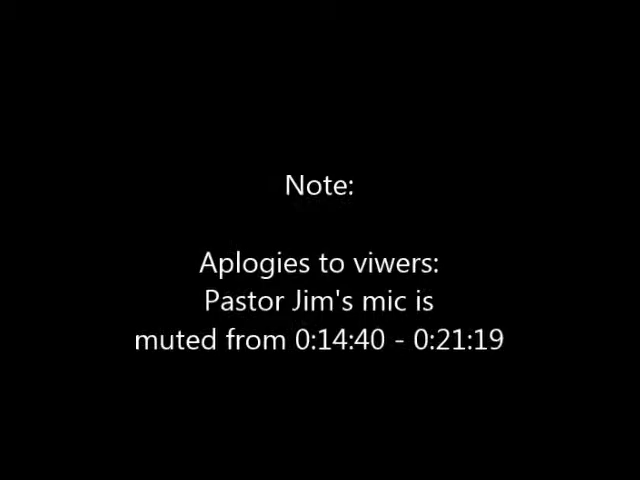 Note:
Aplogies to viwers:
Pastor Jim's mic is
muted from 0:14:40 - 0:21:19